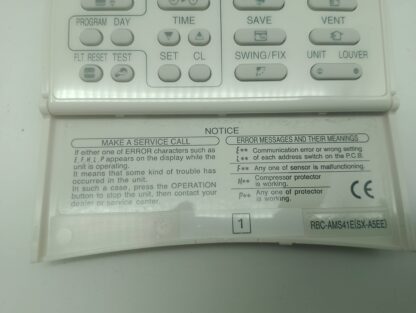 TIME SAVE VENT
PROGRAM DAY
FLT RESET TEST SET CL SWING/FIX UNIT LOUVER
NOTICE
MAKE A SERVICE CALL
If either one of ERROR characters such as
E,F,H,L,P appears on the display while the
unit is operating.
It means that some kind of trouble has
occurred in the unit.
In such a case, press the OPERATION
button to stop the unit, then contact your
dealer or service center.
ERROR MESSAGES AND THEIR MEANINGS
E** Communication error or wrong setting
L** of each address switch on the P.C.B.
F** Any one of sensor is malfunctioning.
H** Compressor protector
is working.
P** Any one of protector
is working.
CE
1
RBC-AMS41E(SX-A5EE)